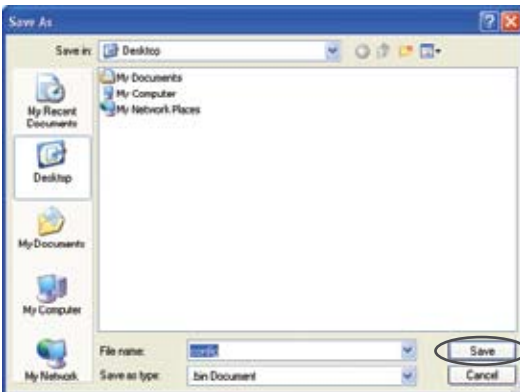 Save As
Save in: Desktop
My Documents
My Computer
My Network Places
My Recent
Documents
Desktop
My Documents
My Computer
My Network
File name: config
Save as type: .bin Document
Save
Cancel